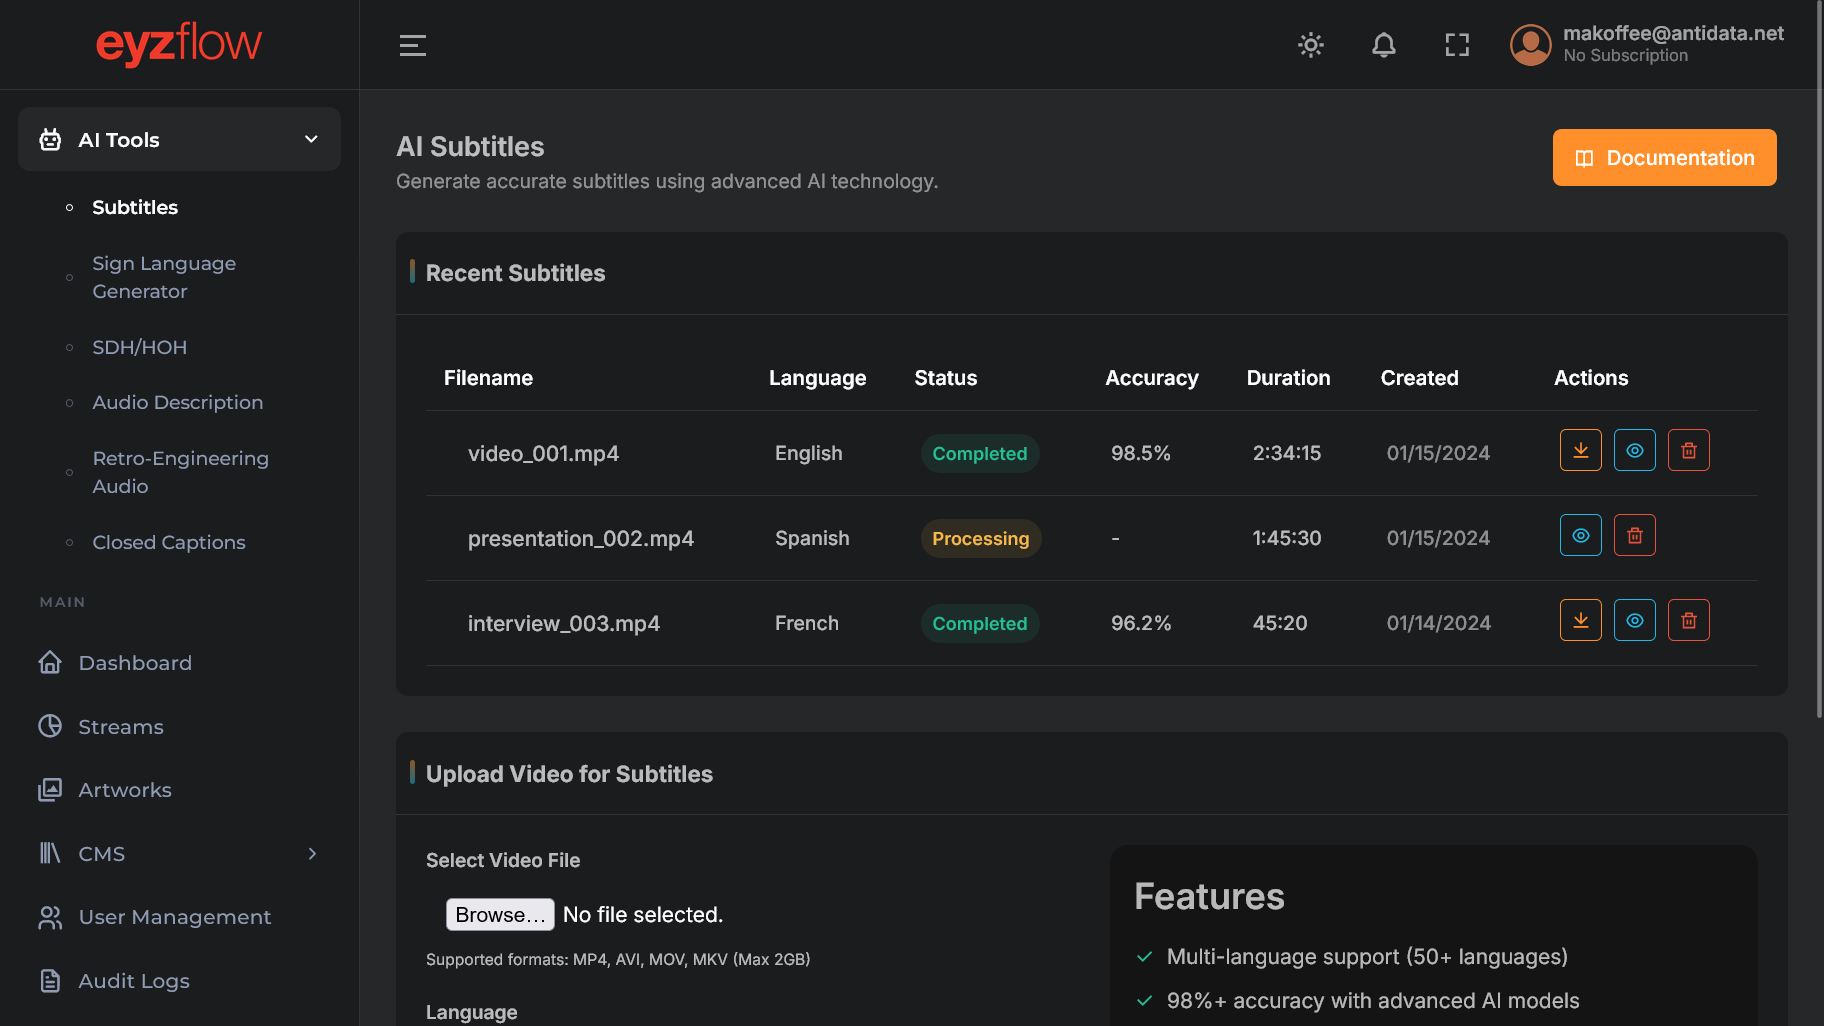 eyzflow
makoffee@antidata.net
No Subscription
AI Tools
Subtitles
Sign Language
Generator
SDH/HOH
Audio Description
Retro-Engineering
Audio
Closed Captions
MAIN
Dashboard
Streams
Artworks
CMS
User Management
Audit Logs
AI Subtitles
Generate accurate subtitles using advanced AI technology.
Documentation
Recent Subtitles
Filename Language Status Accuracy Duration Created Actions
video_001.mp4 English Completed 98.5% 2:34:15 01/15/2024
presentation_002.mp4 Spanish Processing - 1:45:30 01/15/2024
interview_003.mp4 French Completed 96.2% 45:20 01/14/2024
Upload Video for Subtitles
Select Video File
Browse... No file selected.
Supported formats: MP4, AVI, MOV, MKV (Max 2GB)
Language
Features
Multi-language support (50+ languages)
98%+ accuracy with advanced AI models